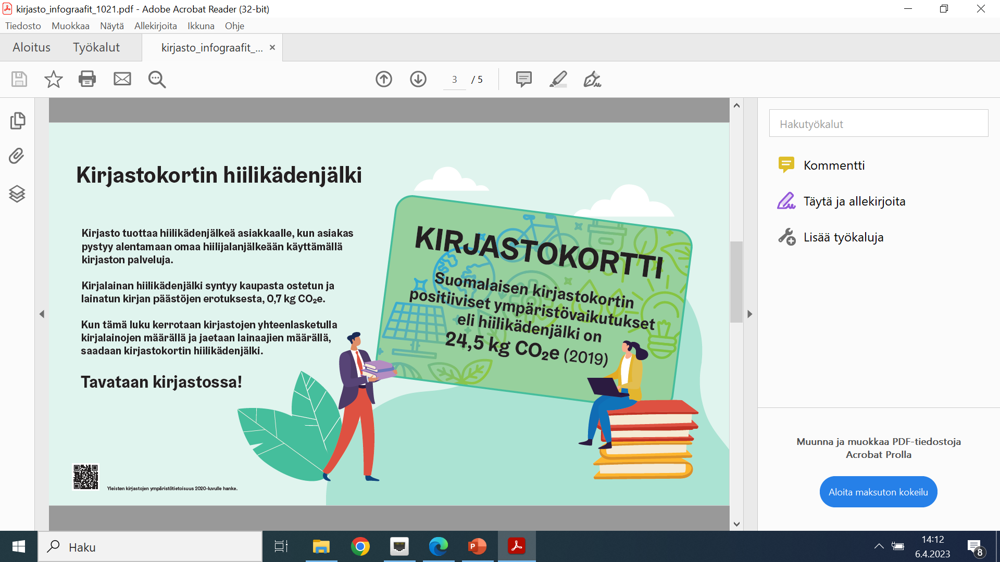 kirjasto_infograafit_1021.pdf - Adobe Acrobat Reader (32-bit)
Tiedosto Muokkaa Näytä Allekirjoita Ikkuna Ohje
Aloitus Työkalut kirjasto_infograafit_...
3 / 5
Kirjastokortin hiilikädenjälki
Kirjasto tuottaa hiilikädenjälkeä asiakkaalle, kun asiakas
pystyy alentamaan omaa hiilijalanjälkeään käyttämällä
kirjaston palveluja.
Kirjalainan hiilikädenjälki syntyy kaupasta ostetun ja
lainatun kirjan päästöjen erotuksesta, 0,7 kg CO₂e.
Kun tämä luku kerrotaan kirjastojen yhteenlasketulla
kirjalainojen määrällä ja jaetaan lainaajien määrällä,
saadaan kirjastokortin hiilikädenjälki.
Tavataan kirjastossa!
Yleisten kirjastojen ympäristötietoisuus 2020-luvulle hanke.
KIRJASTOKORTTI
Suomalaisen kirjastokortin
positiiviset ympäristövaikutukset
eli hiilikädenjälki on
24,5 kg CO₂e (2019)
Hakutyökalut
Kommentti
Täytä ja allekirjoita
Lisää työkaluja
Muunna ja muokkaa PDF-tiedostoja
Acrobat Prolla
Aloita maksuton kokeilu
Haku
14:12
6.4.2023
8